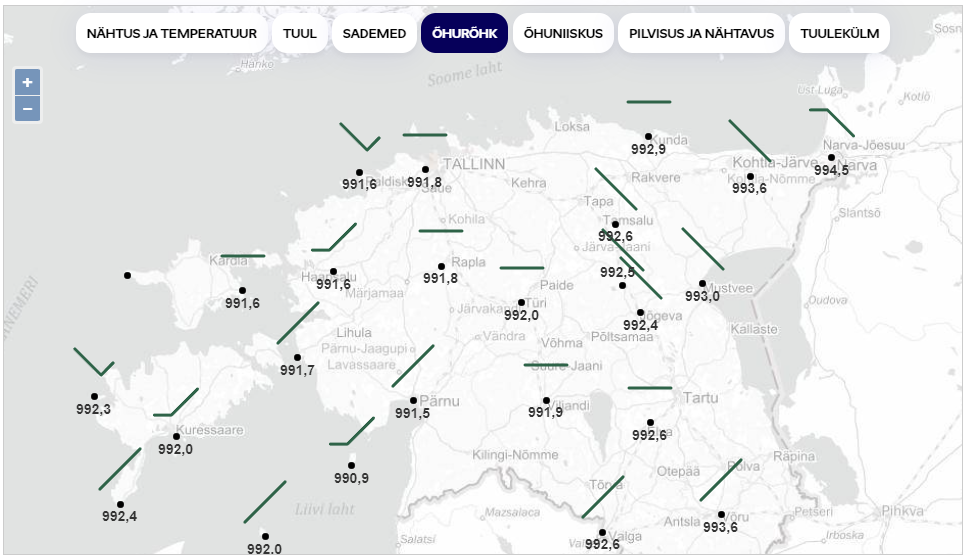 NÄHTUS JA TEMPERATUUR
TUUL
SADEMED
ÕHURÕHK
ÕHUNIISKUS
PILVISUS JA NÄHTAVUS
TUULEKÜLM
+
−
Hanko
Soome laht
Ust-Luga
Kotlõ
Loksa
Kunda
992,9
Narva-Jõesuu
Narva
994,5
Kohtla-Järve
Kohtla-Nõmme
993,6
TALLINN
991,6
991,8
Kehra
Rakvere
Tapa
Tamsalu
992,6
Slantsõ
Kohila
Järva-Jaani
992,5
Kärdla
991,6
Haapsalu
991,6
Rapla
991,8
Märjamaa
Paide
Türi
992,0
Järvakandi
Mustvee
993,0
Oudova
Jõgeva
992,4
Põltsamaa
Kallaste
Lihula
Vändra
Võhma
Pärnu-Jaagupi
Lavassaare
991,7
Suure-Jaani
992,3
Pärnu
991,5
Viljandi
991,9
Tartu
992,6
Kuressaare
992,0
Kilingi-Nõmme
Räpina
990,9
Otepää
Põlva
Liivi laht
992,4
Mazsalaca
Antsla
Võru
993,6
Petseri
Pihkva
Salatsi
Valga
992,6
Irboska
992,0